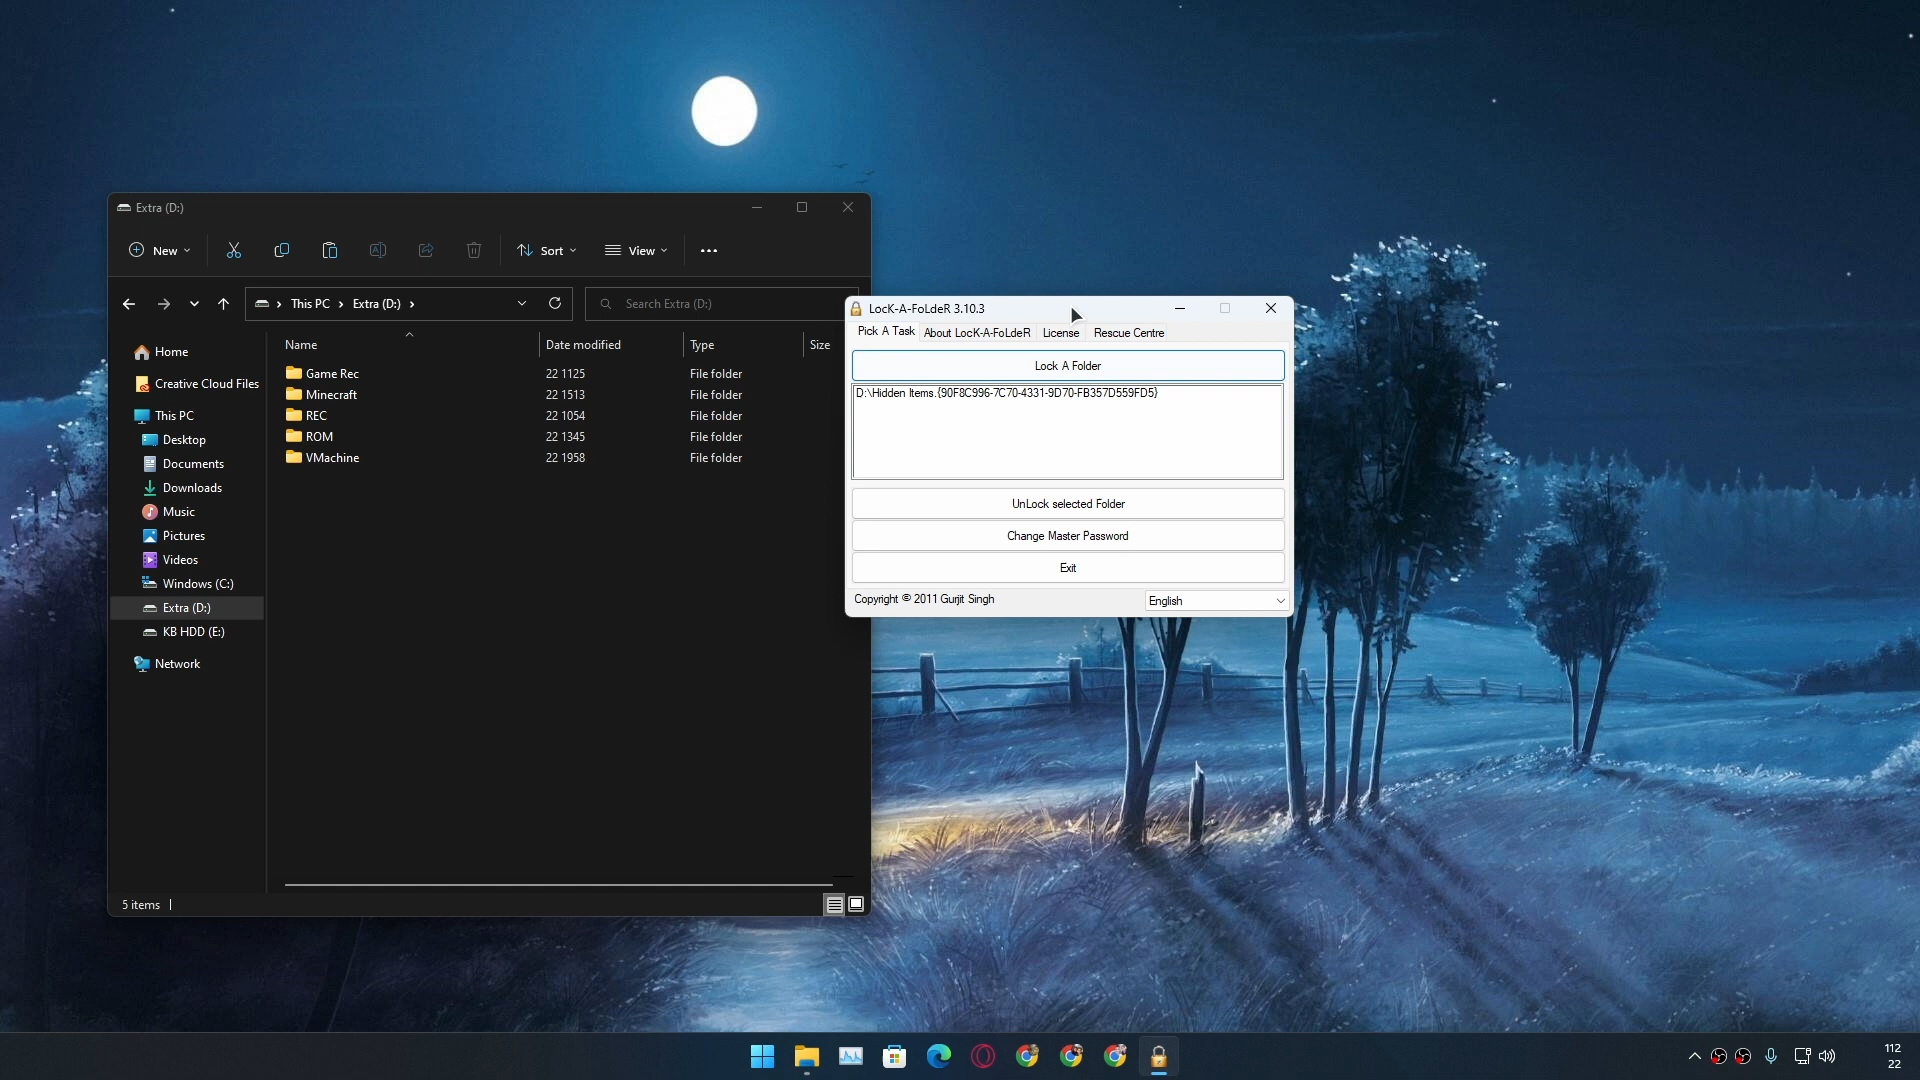 Extra (D:)
New
Sort
View
This PC
Extra (D:)
Search Extra (D:)
Name
Date modified
Type
Size
Home
Creative Cloud Files
This PC
Desktop
Documents
Downloads
Music
Pictures
Videos
Windows (C:)
Extra (D:)
KB HDD (E:)
Network
Game Rec 22 1125 File folder
Minecraft 22 1513 File folder
REC 22 1054 File folder
ROM 22 1345 File folder
VMachine 22 1958 File folder
5 items
LocK-A-FoLdeR 3.10.3
Pick A Task
About LocK-A-FoLdeR
License
Rescue Centre
Lock A Folder
D:\Hidden Items.{90F8C996-7C70-4331-9D70-FB357D559FD5}
UnLock selected Folder
Change Master Password
Exit
Copyright © 2011 Gurjit Singh
English
112
22